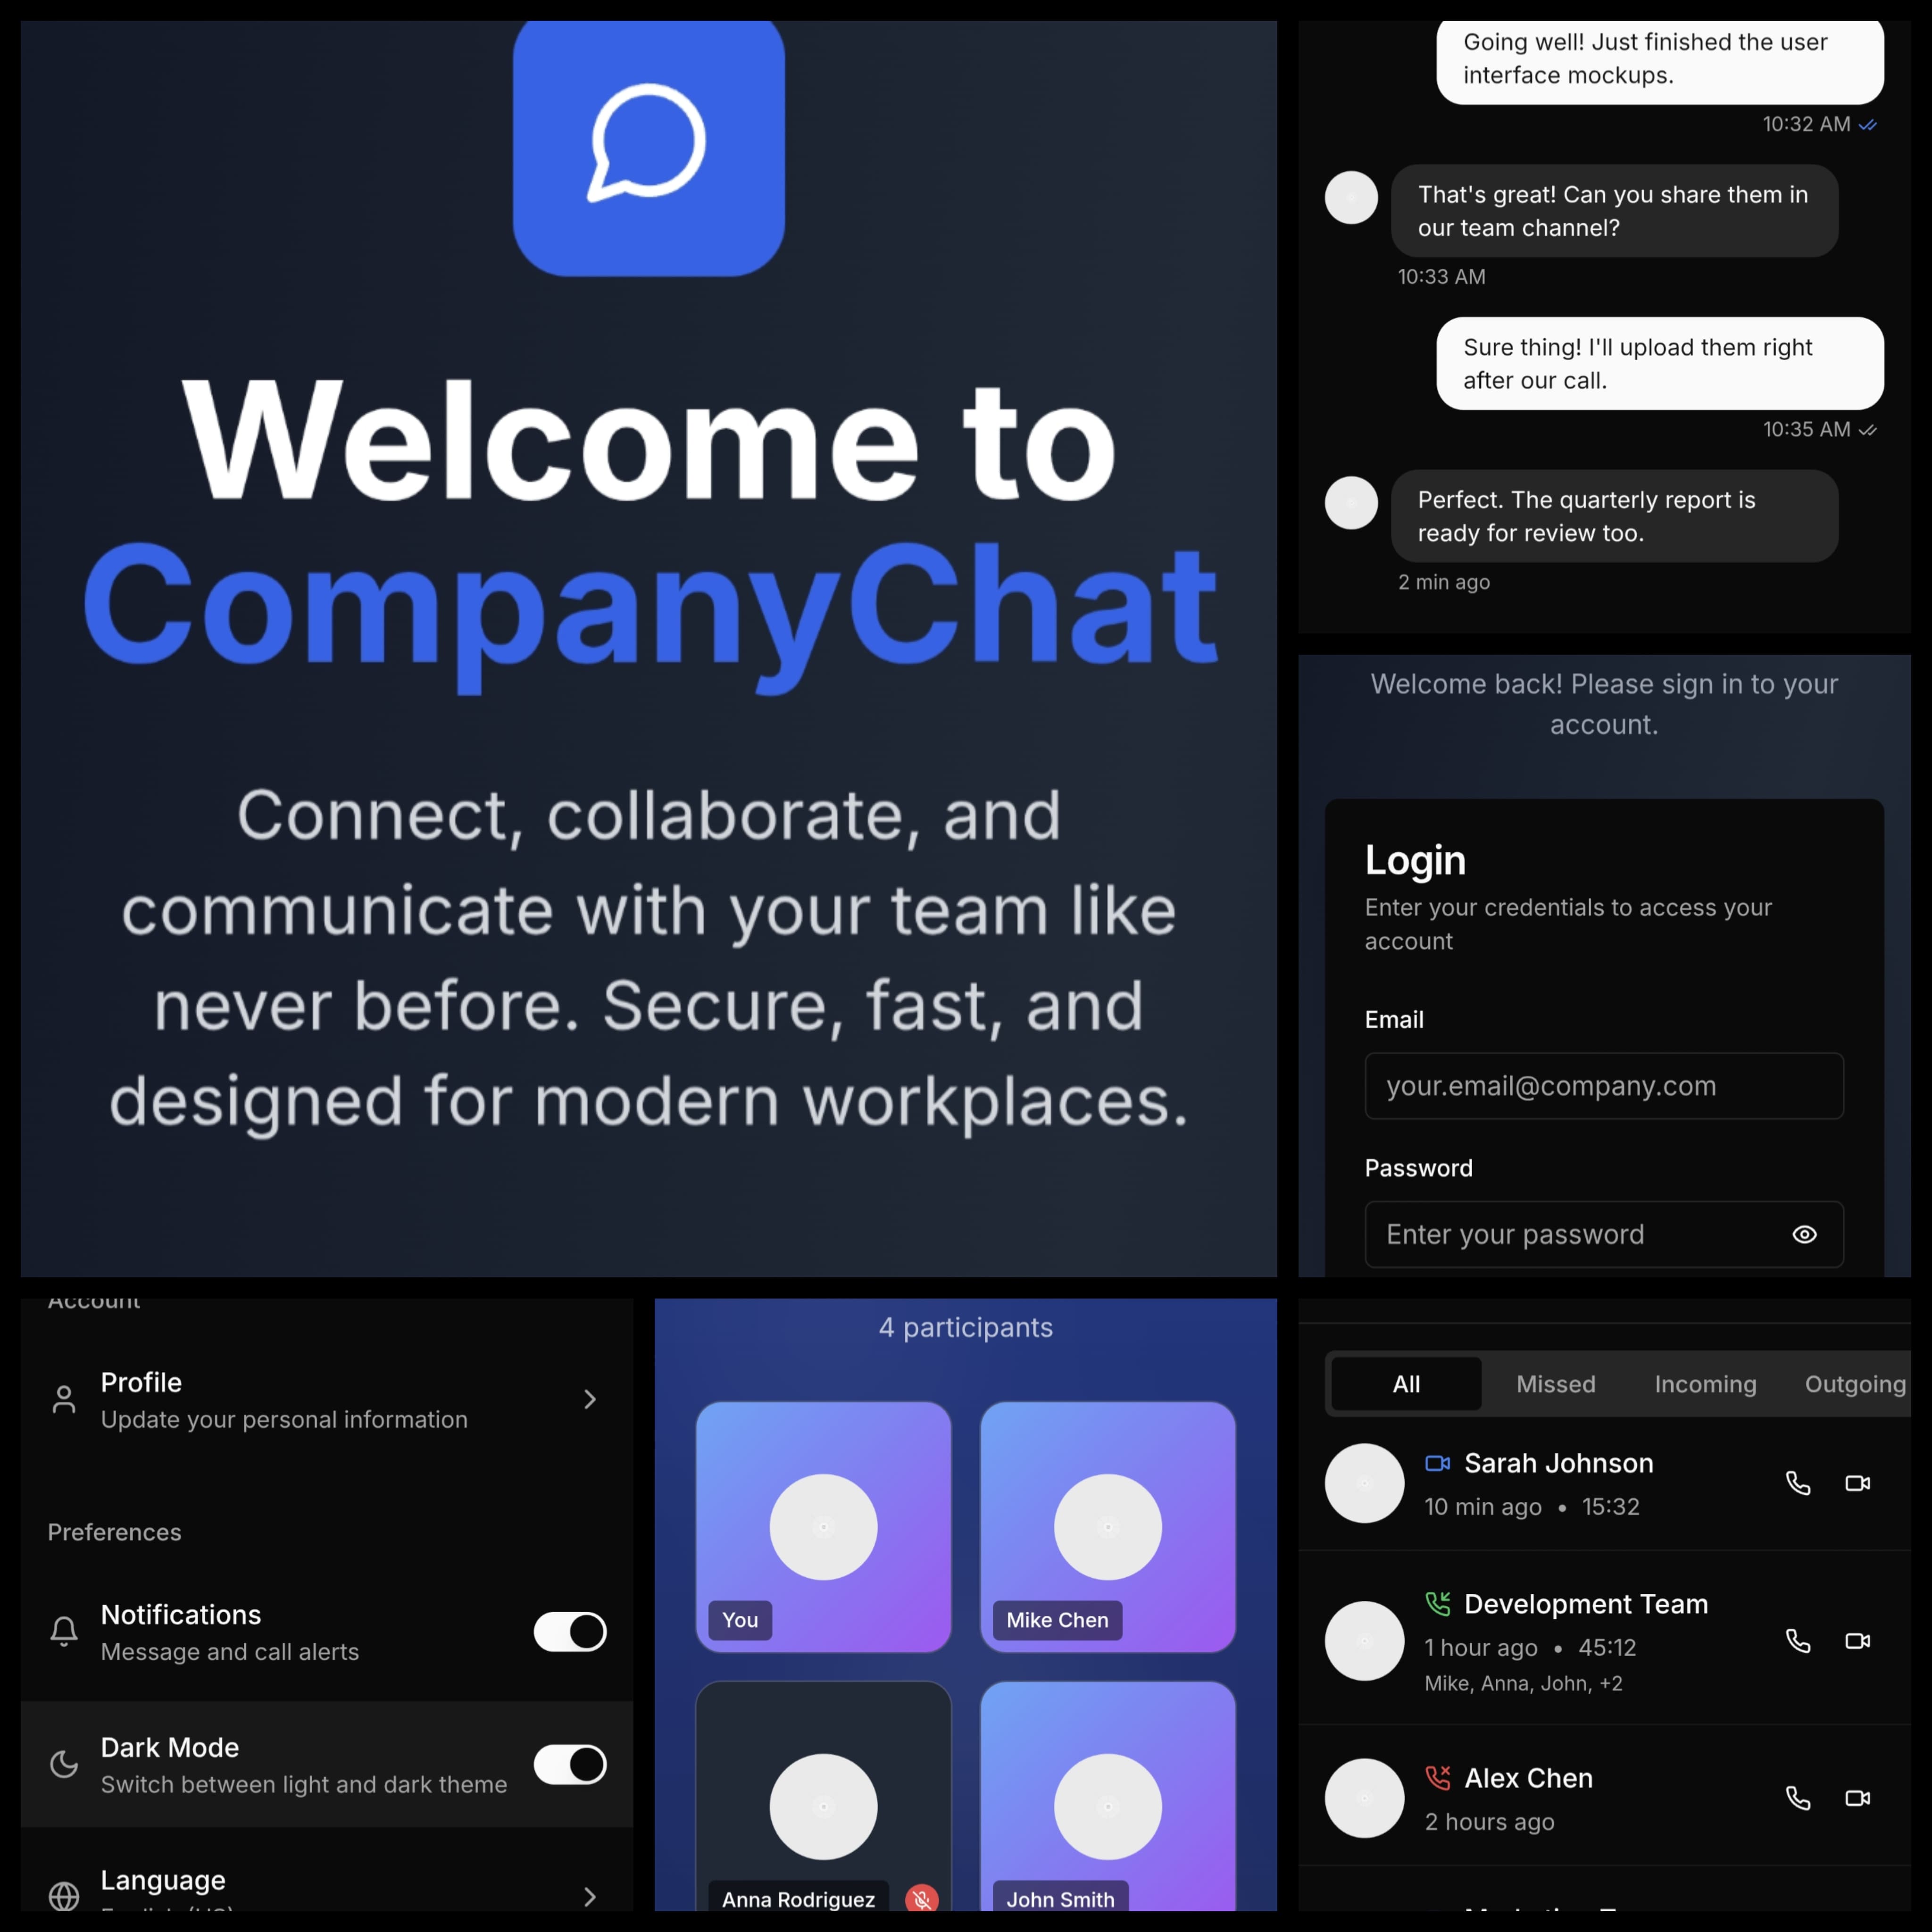 Welcome to
CompanyChat
Connect, collaborate, and
communicate with your team like
never before. Secure, fast, and
designed for modern workplaces.
Going well! Just finished the user
interface mockups.
10:32 AM
That's great! Can you share them in
our team channel?
10:33 AM
Sure thing! I'll upload them right
after our call.
10:35 AM
Perfect. The quarterly report is
ready for review too.
2 min ago
Welcome back! Please sign in to your
account.
Login
Enter your credentials to access your
account
Email
your.email@company.com
Password
Enter your password
Account
Profile
Update your personal information
Preferences
Notifications
Message and call alerts
Dark Mode
Switch between light and dark theme
Language
4 participants
You
Mike Chen
Anna Rodriguez
John Smith
All Missed Incoming Outgoing
Sarah Johnson
10 min ago • 15:32
Development Team
1 hour ago • 45:12
Mike, Anna, John, +2
Alex Chen
2 hours ago